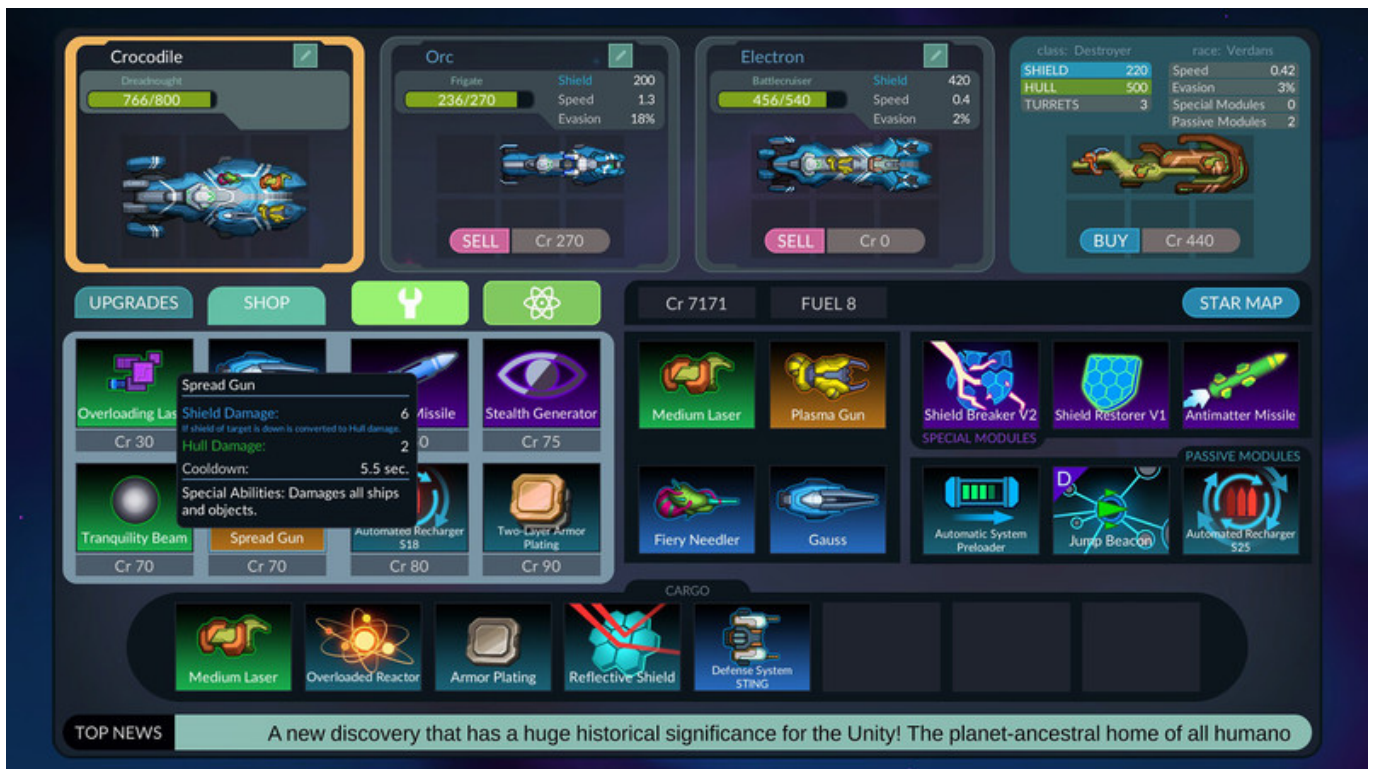 Crocodile
Dreadnought
766/800
Orc
Frigate
236/270
Shield 200
Speed 1.3
Evasion 18%
SELL Cr 270
Electron
Battlecruiser
456/540
Shield 420
Speed 0.4
Evasion 2%
SELL Cr 0
class: Destroyer race: Verdans
SHIELD 220
HULL 500
TURRETS 3
Speed 0.42
Evasion 3%
Special Modules 0
Passive Modules 2
BUY Cr 440
UPGRADES SHOP
Cr 7171 FUEL 8 STAR MAP
Overloading Las
Cr 30
Missile
0
Stealth Generator
Cr 75
Spread Gun
Shield Damage: 6
If shield of target is down is converted to Hull damage.
Hull Damage: 2
Cooldown: 5.5 sec.
Special Abilities: Damages all ships
and objects.
Tranquility Beam
Cr 70
Spread Gun
Cr 70
Automated Recharger
S18
Cr 80
Two-Layer Armor
Plating
Cr 90
Medium Laser
Plasma Gun
Fiery Needler
Gauss
Shield Breaker V2
Shield Restorer V1
Antimatter Missile
SPECIAL MODULES
PASSIVE MODULES
Automatic System
Preloader
D
Jump Beacon
Automated Recharger
S25
CARGO
Medium Laser
Overloaded Reactor
Armor Plating
Reflective Shield
Defense System
STING
TOP NEWS
A new discovery that has a huge historical significance for the Unity! The planet-ancestral home of all humano